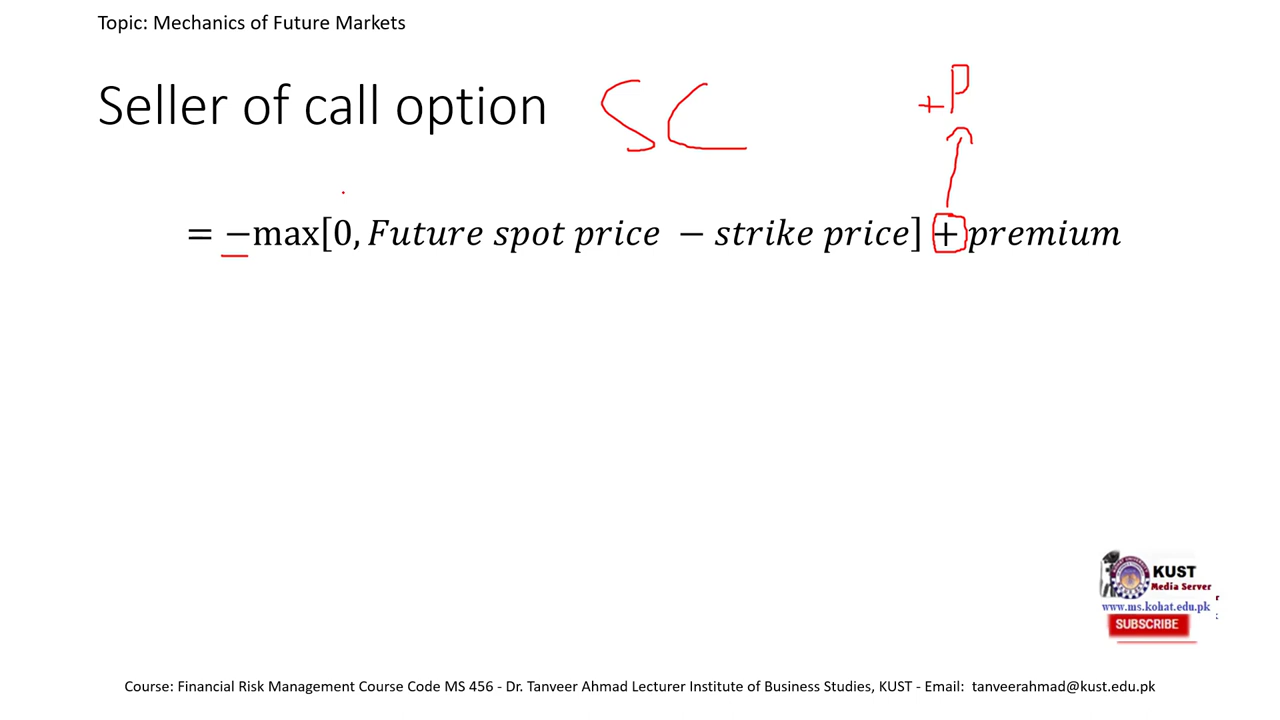 Topic: Mechanics of Future Markets
Seller of call option SC +P
= −max[0, Future spot price − strike price] + premium
KUST
Media Server
www.ms.kohat.edu.pk
SUBSCRIBE
Course: Financial Risk Management Course Code MS 456 - Dr. Tanveer Ahmad Lecturer Institute of Business Studies, KUST - Email: tanveerahmad@kust.edu.pk